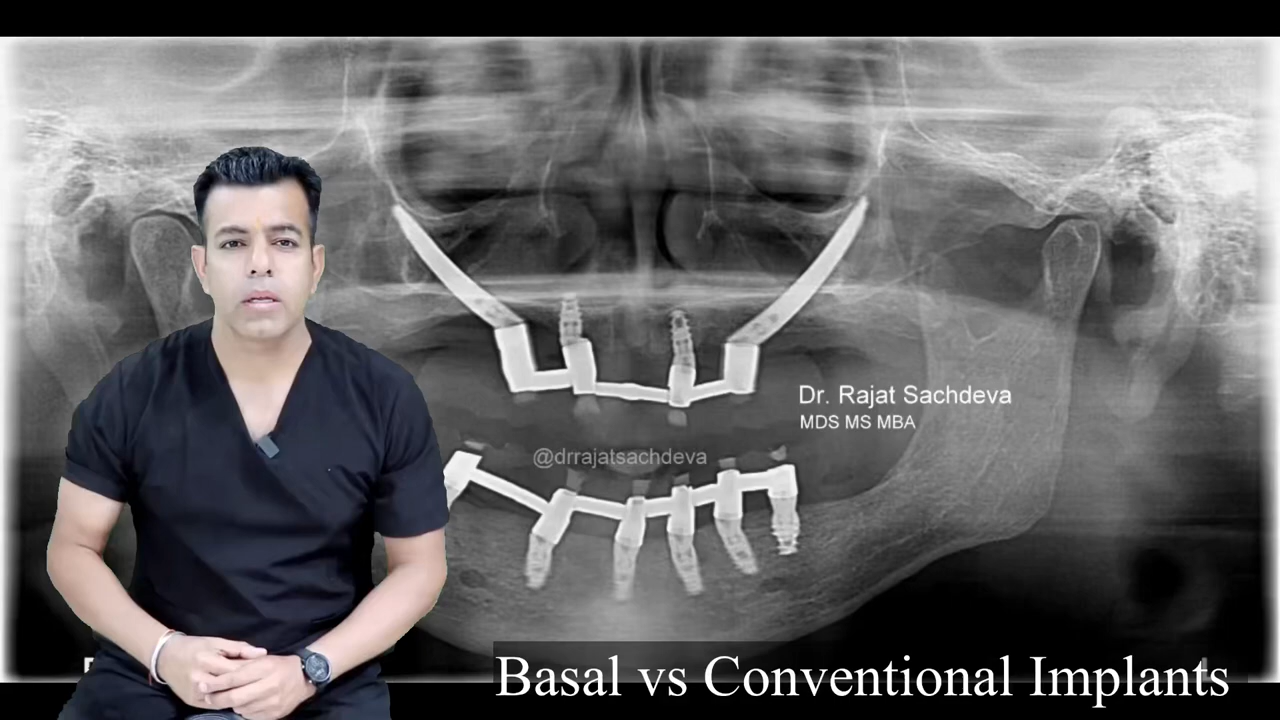 Dr. Rajat Sachdeva
MDS MS MBA
@drrajatsachdeva
Basal vs Conventional Implants